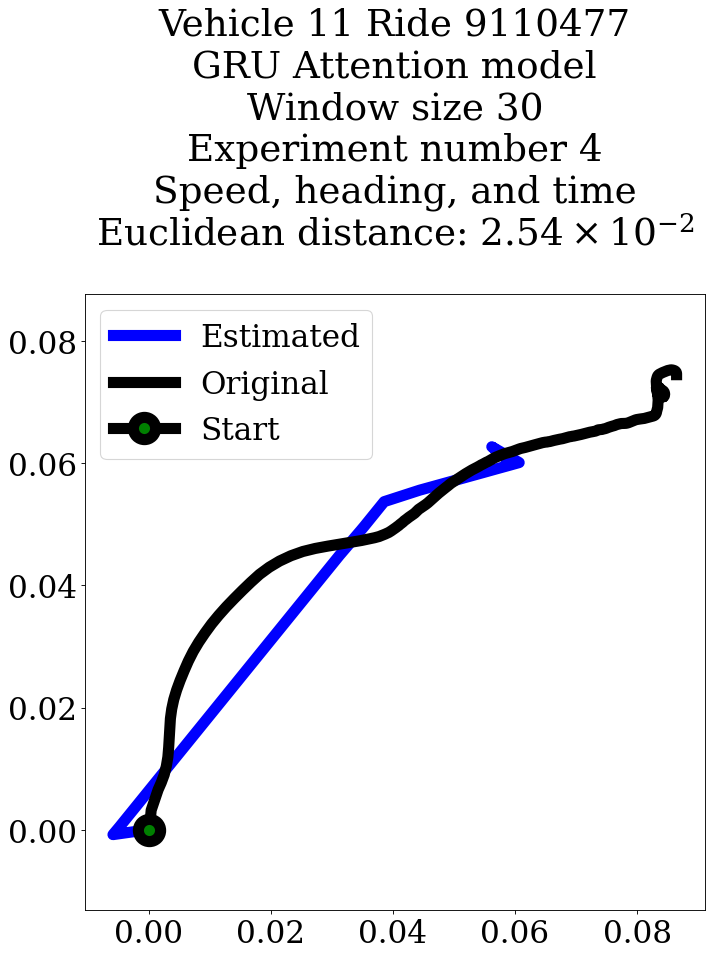 Vehicle 11 Ride 9110477
GRU Attention model
Window size 30
Experiment number 4
Speed, heading, and time
Euclidean distance: 2.54 × 10⁻²
Estimated
Original
Start
0.08
0.06
0.04
0.02
0.00
0.00 0.02 0.04 0.06 0.08